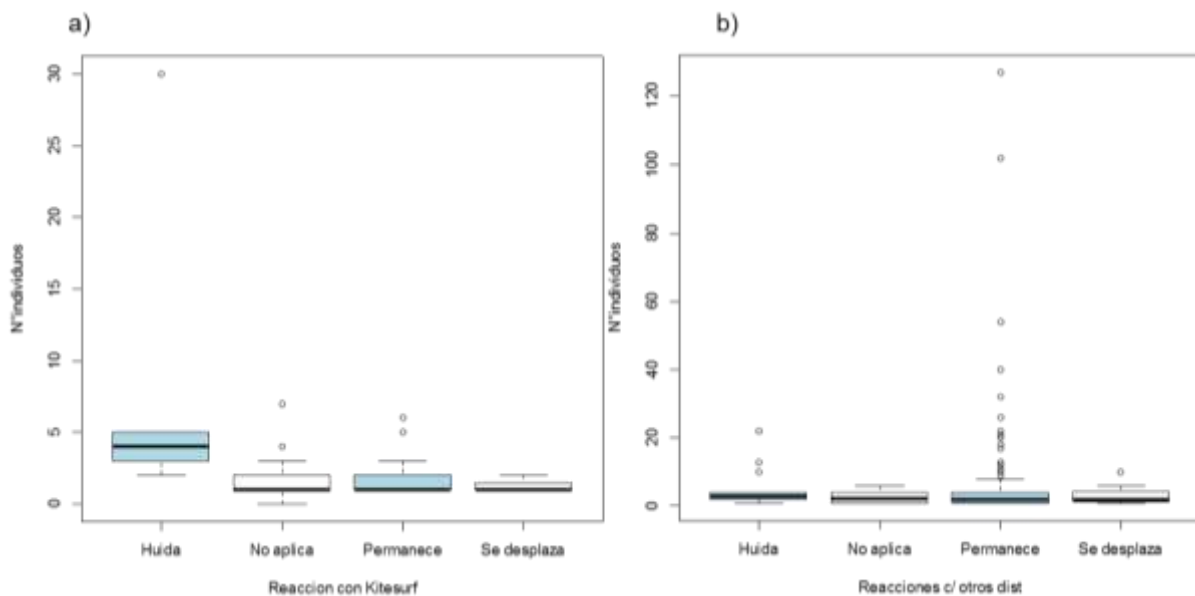 a)
b)
30
25
20
15
10
5
0
N°individuos
Huida
No aplica
Permanece
Se desplaza
Reaccion con Kitesurf
120
100
80
60
40
20
0
N°individuos
Huida
No aplica
Permanece
Se desplaza
Reacciones c/ otros dist